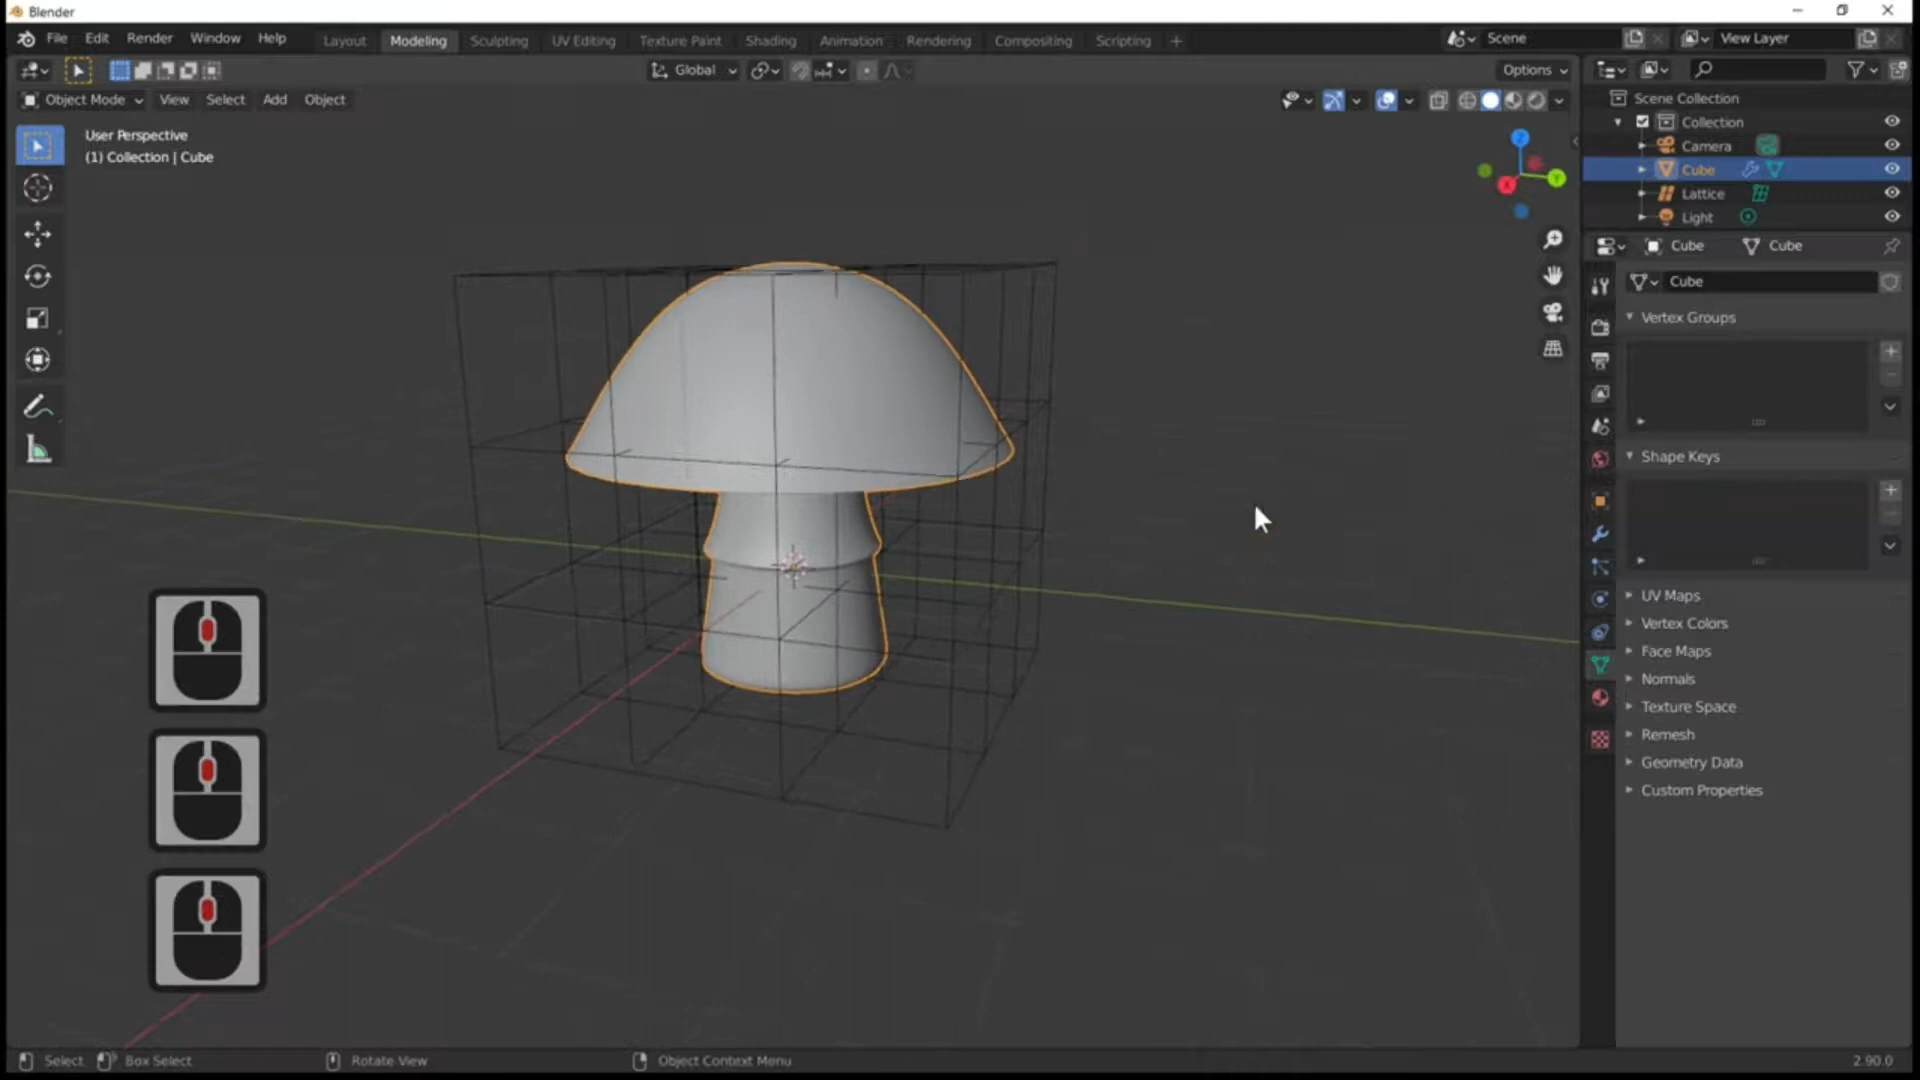 Blender
File Edit Render Window Help
Layout Modeling Sculpting UV Editing Texture Paint Shading Animation Rendering Compositing Scripting +
Scene
View Layer
Global
Options
Object Mode View Select Add Object
User Perspective
(1) Collection | Cube
Z
Y
X
Scene Collection
Collection
Camera
Cube
Lattice
Light
Cube Cube
Cube
Vertex Groups
Shape Keys
UV Maps
Vertex Colors
Face Maps
Normals
Texture Space
Remesh
Geometry Data
Custom Properties
Select Box Select Rotate View Object Context Menu 2.90.0